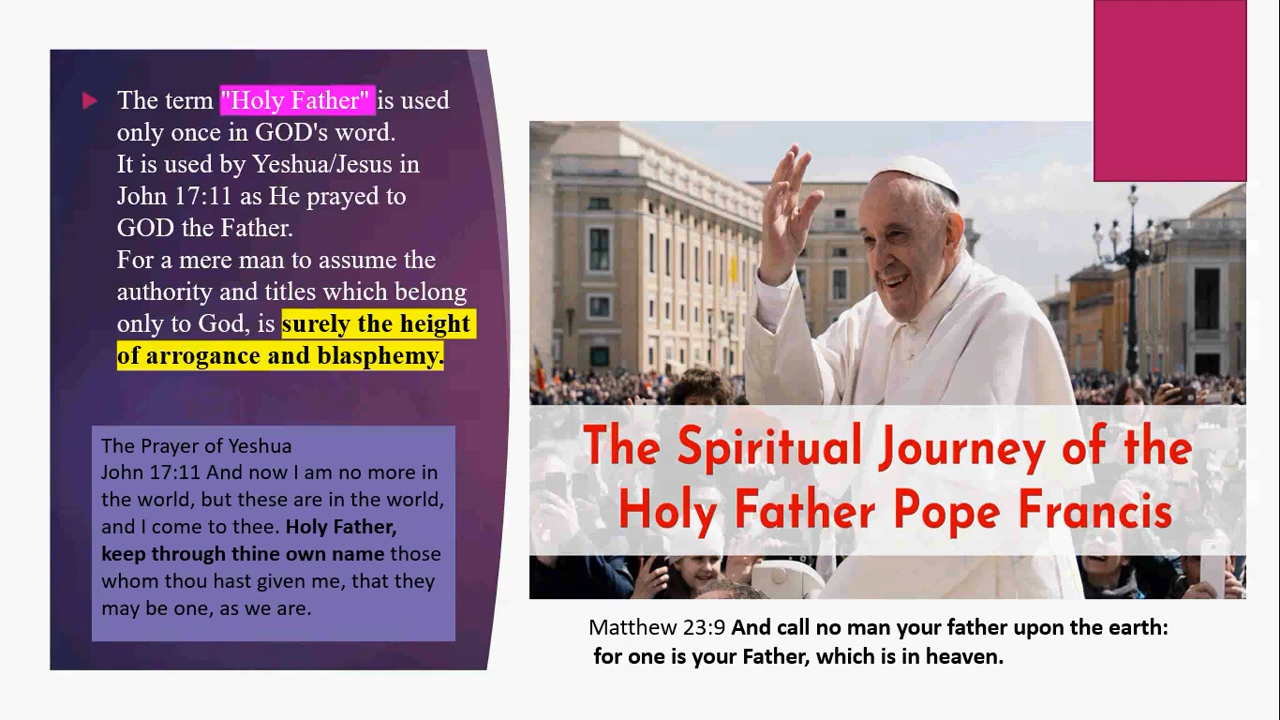 The term "Holy Father" is used
only once in GOD's word.
It is used by Yeshua/Jesus in
John 17:11 as He prayed to
GOD the Father.
For a mere man to assume the
authority and titles which belong
only to God, is surely the height
of arrogance and blasphemy.
The Prayer of Yeshua
John 17:11 And now I am no more in
the world, but these are in the world,
and I come to thee. Holy Father,
keep through thine own name those
whom thou hast given me, that they
may be one, as we are.
The Spiritual Journey of the
Holy Father Pope Francis
Matthew 23:9 And call no man your father upon the earth:
for one is your Father, which is in heaven.